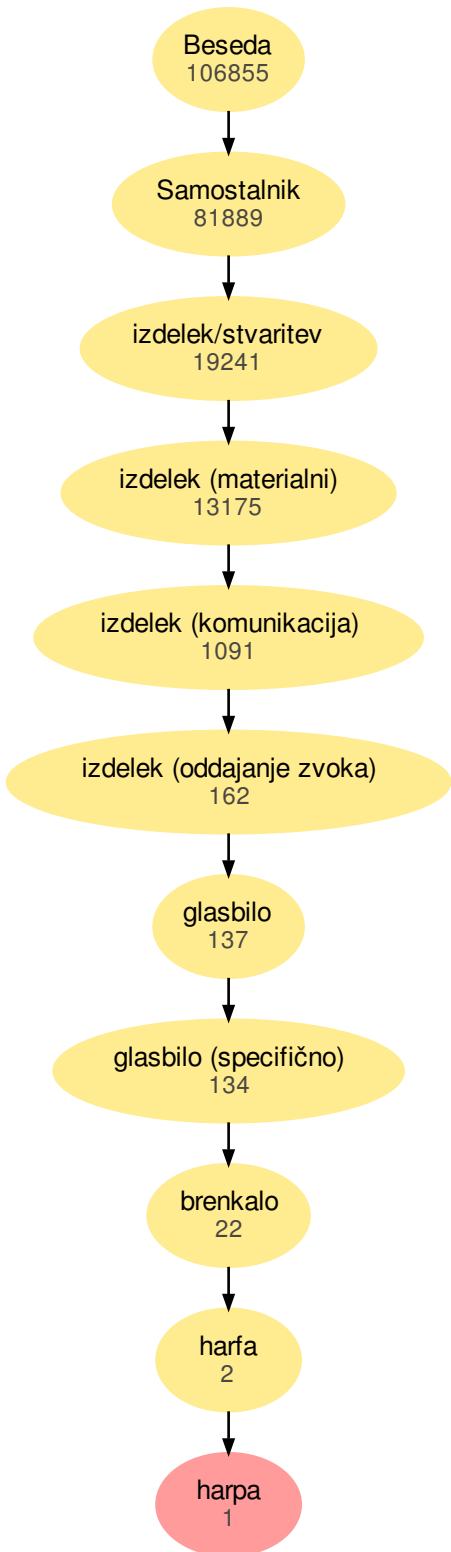 Beseda
106855
Samostalnik
81889
izdelek/stvaritev
19241
izdelek (materialni)
13175
izdelek (komunikacija)
1091
izdelek (oddajanje zvoka)
162
glasbilo
137
glasbilo (specifično)
134
brenkalo
22
harfa
2
harpa
1